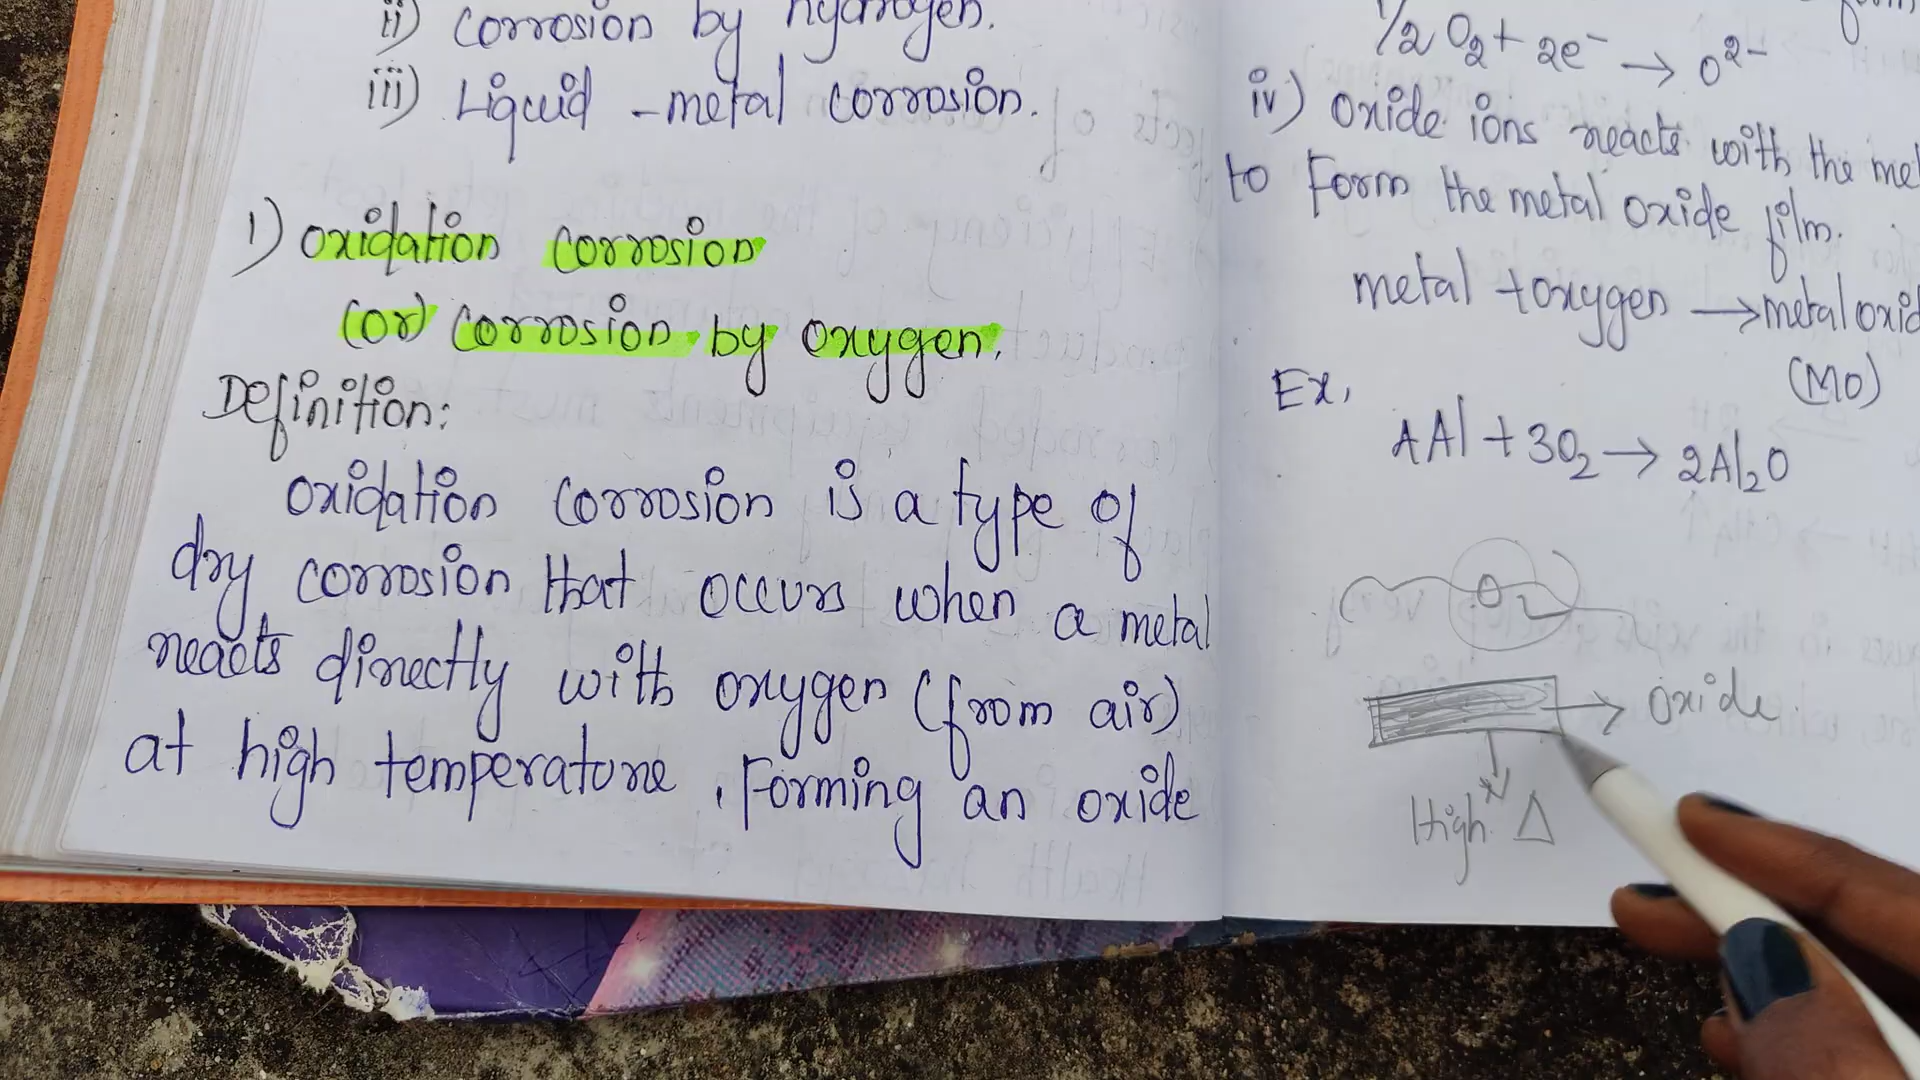 ii) Corrosion by hydrogen.
iii) Liquid - metal corrosion.
1) Oxidation corrosion
(or) corrosion by oxygen.
Definition:
Oxidation corrosion is a type of
dry corrosion that occurs when a metal
reacts directly with oxygen (from air)
at high temperature, Forming an oxide
1/2 O2 + 2e- → O2-
iv) Oxide ions reacts with the
to Form the metal oxide film.
metal + oxygen → metal
(MO)
Ex,
4Al + 3O2 → 2Al2O
O2
→ Oxide
High Δ